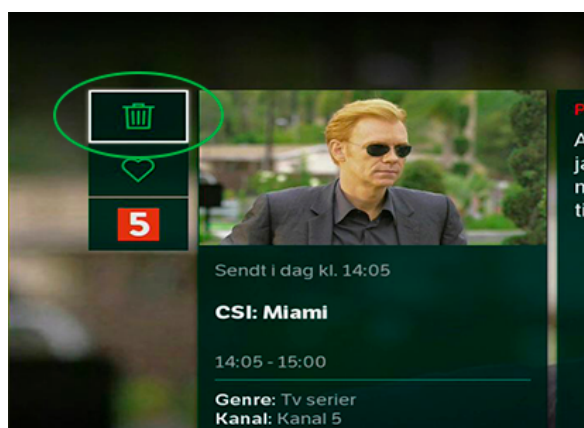 5
Sendt i dag kl. 14:05
CSI: Miami
14:05 - 15:00
Genre: Tv serier
Kanal: Kanal 5